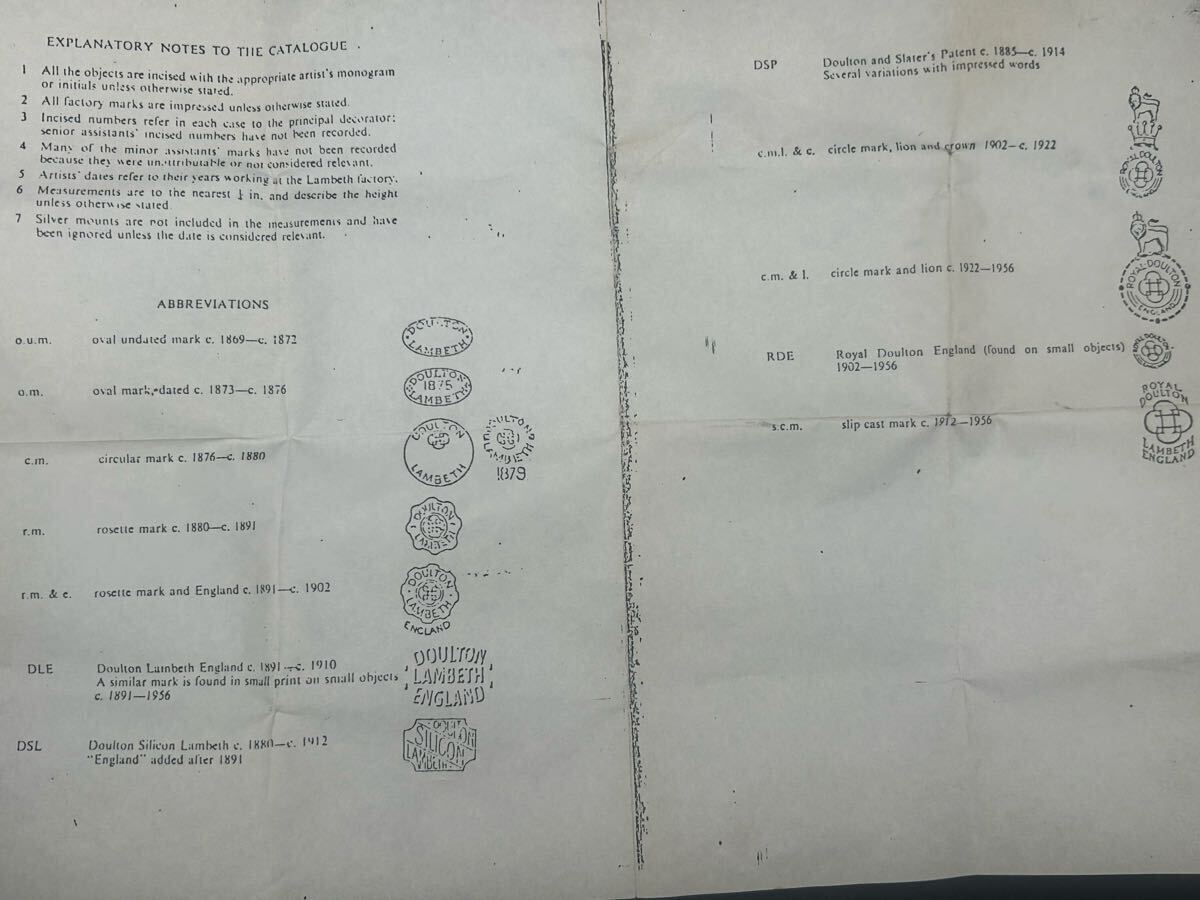 EXPLANATORY NOTES TO THE CATALOGUE .
1 All the objects are incised with the appropriate artist's monogram
or initials unless otherwise stated.
2 All factory marks are impressed unless otherwise stated.
3 Incised numbers refer in each case to the principal decorator:
senior assistants' incised numbers have not been recorded.
4 Many of the minor assistants' marks have not been recorded
because they were unattributable or not considered relevant.
5 Artists' dates refer to their years working at the Lambeth factory.
6 Measurements are to the nearest ¼ in. and describe the height
unless otherwise stated.
7 Silver mounts are not included in the measurements and have
been ignored unless the date is considered relevant.
ABBREVIATIONS
o.u.m. oval undated mark c. 1869—c. 1872
DOULTON
LAMBETH
o.m. oval mark, dated c. 1873—c. 1876
DOULTON
1875
LAMBETH
c.m. circular mark c. 1876—c. 1880
DOULTON
LAMBETH
DOULTON
LAMBETH
1879
r.m. rosette mark c. 1880—c. 1891
DOULTON
LAMBETH
r.m. & e. rosette mark and England c. 1891—c. 1902
DOULTON
LAMBETH
ENGLAND
DLE Doulton Lambeth England c. 1891—c. 1910
A similar mark is found in small print on small objects
c. 1891—1956
DOULTON
LAMBETH
ENGLAND
DSL Doulton Silicon Lambeth c. 1880—c. 1912
"England" added after 1891
SILICON
LAMBETH
DSP Doulton and Slater's Patent c. 1885—c. 1914
Several variations with impressed words
c.m.l. & c. circle mark, lion and crown 1902—c. 1922
ROYAL DOULTON
c.m. & l. circle mark and lion c. 1922—1956
ROYAL DOULTON
ENGLAND
RDE Royal Doulton England (found on small objects)
1902—1956
s.c.m. slip cast mark c. 1912—1956
ROYAL
DOULTON
LAMBETH
ENGLAND